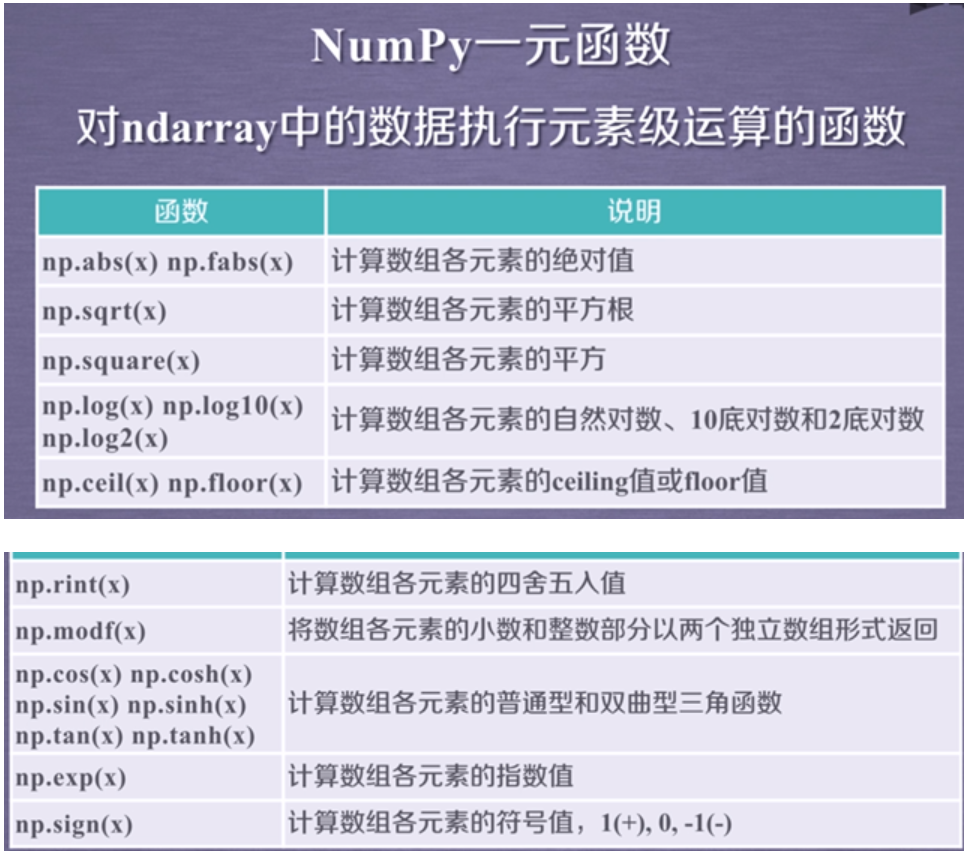 NumPy一元函数
对ndarray中的数据执行元素级运算的函数
函数 说明
np.abs(x) np.fabs(x) 计算数组各元素的绝对值
np.sqrt(x) 计算数组各元素的平方根
np.square(x) 计算数组各元素的平方
np.log(x) np.log10(x)
np.log2(x)
计算数组各元素的自然对数、10底对数和2底对数
np.ceil(x) np.floor(x) 计算数组各元素的ceiling值或floor值
np.rint(x) 计算数组各元素的四舍五入值
np.modf(x) 将数组各元素的小数和整数部分以两个独立数组形式返回
np.cos(x) np.cosh(x)
np.sin(x) np.sinh(x)
np.tan(x) np.tanh(x)
计算数组各元素的普通型和双曲型三角函数
np.exp(x) 计算数组各元素的指数值
np.sign(x) 计算数组各元素的符号值，1(+), 0, -1(-)